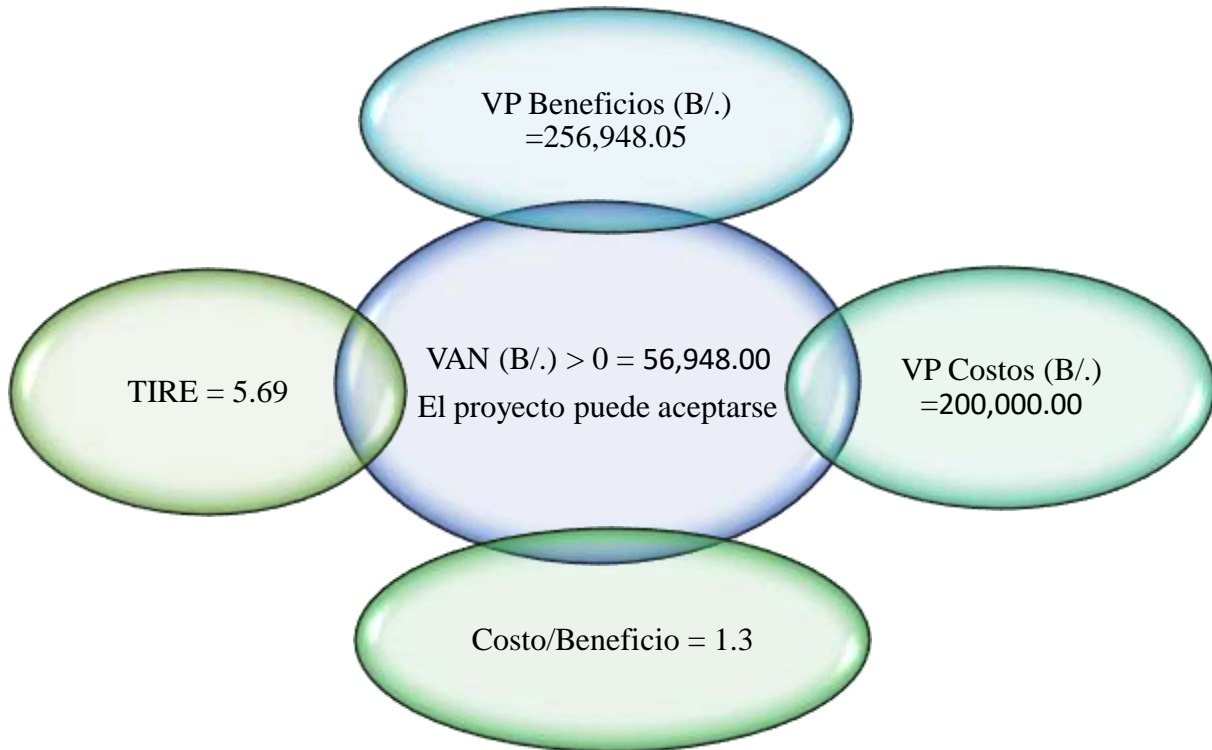 VP Beneficios (B/.)
=256,948.05
TIRE = 5.69
VAN (B/.) > 0 = 56,948.00
El proyecto puede aceptarse
VP Costos (B/.)
=200,000.00
Costo/Beneficio = 1.3